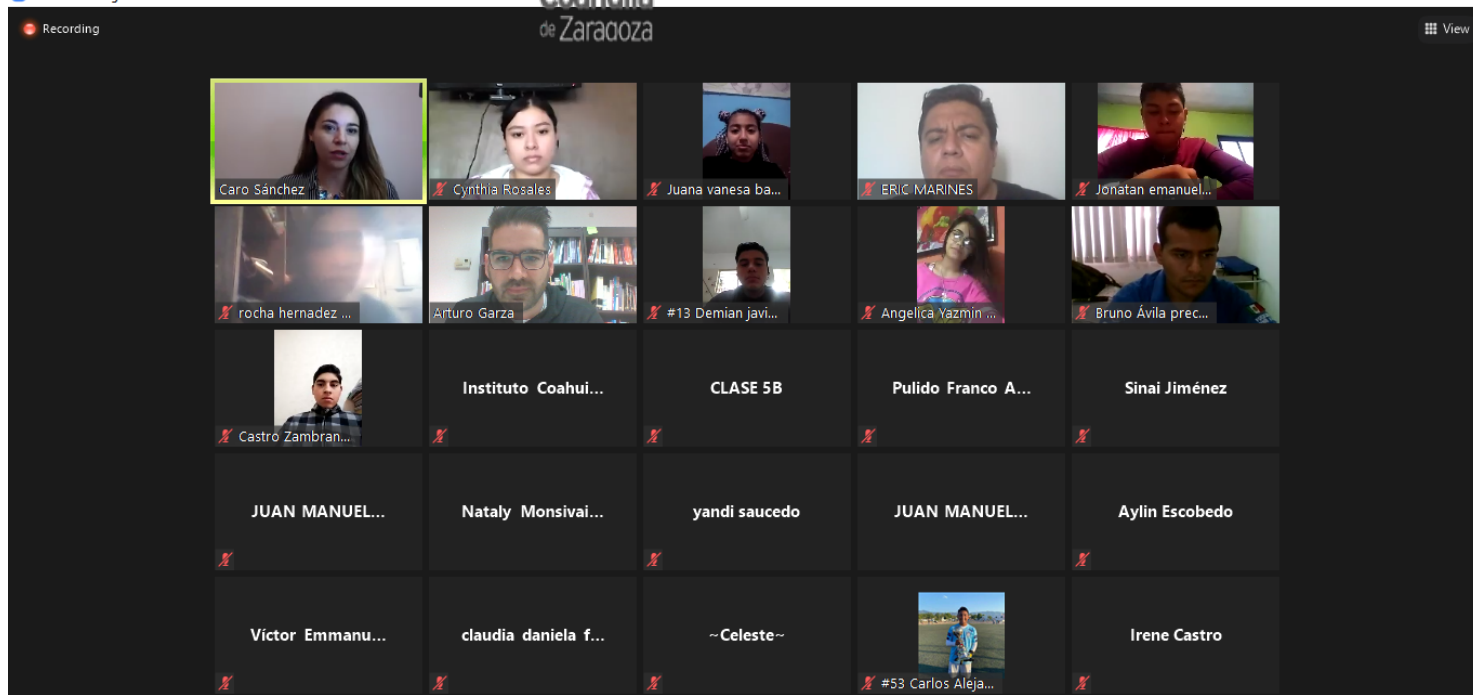 de Zaragoza
Recording
View
Caro Sánchez
Cynthia Rosales
Juana vanesa ba...
ERIC MARINES
Jonatan emanuel...
rocha hernadez ...
Arturo Garza
#13 Demian javi...
Angelica Yazmin ...
Bruno Ávila prec...
Castro Zambran...
Instituto Coahui...
CLASE 5B
Pulido Franco A...
Sinai Jiménez
JUAN MANUEL...
Nataly Monsivai...
yandi saucedo
JUAN MANUEL...
Aylin Escobedo
Víctor Emmanu...
claudia daniela f...
~Celeste~
#53 Carlos Aleja...
Irene Castro